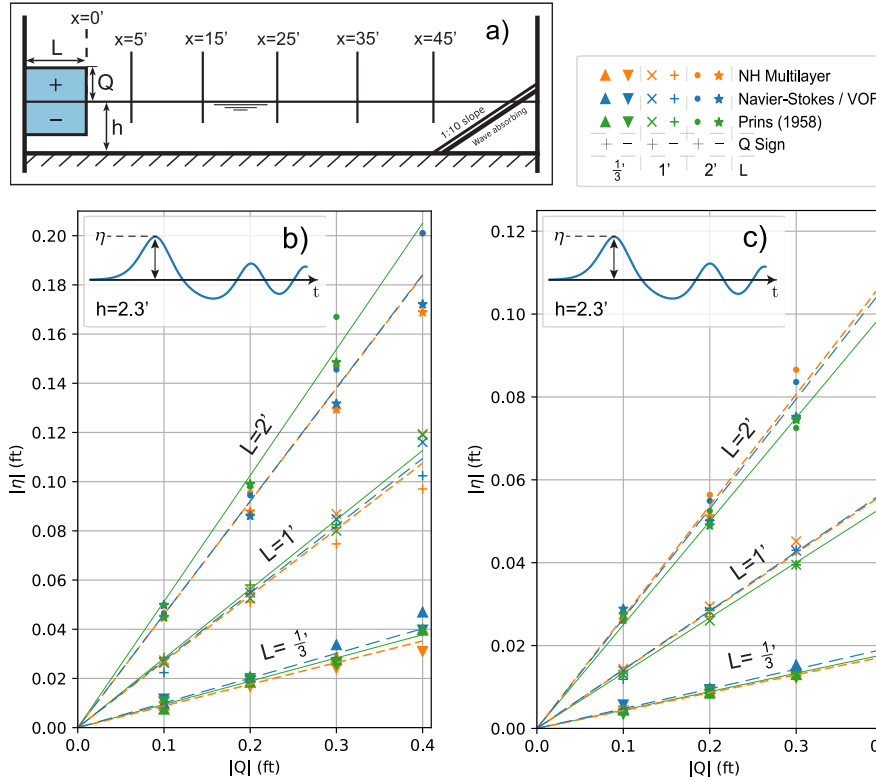 a)
x=0'
x=5'
x=15'
x=25'
x=35'
x=45'
L
Q
+
−
h
1:10 slope
Wave absorbing
NH Multilayer
Navier-Stokes / VOF
Prins (1958)
+ − + − + − Q Sign
1/3' 1' 2' L
b)
η
t
h=2.3'
L=2'
L=1'
L= 1/3'
|η| (ft)
0.20
0.18
0.16
0.14
0.12
0.10
0.08
0.06
0.04
0.02
0.00
0.0 0.1 0.2 0.3 0.4
|Q| (ft)
c)
η
t
h=2.3'
L=2'
L=1'
L= 1/3'
|η| (ft)
0.12
0.10
0.08
0.06
0.04
0.02
0.00
0.0 0.1 0.2 0.3
|Q| (ft)